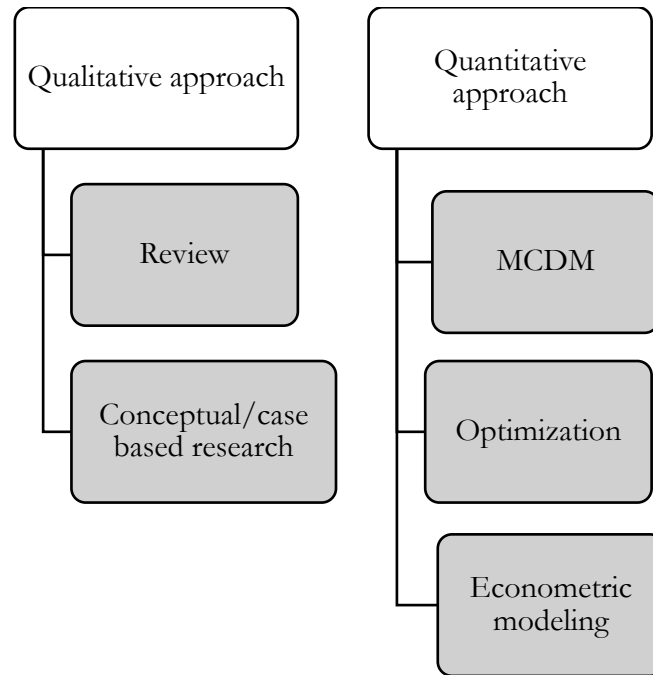 Qualitative approach
Review
Conceptual/case
based research
Quantitative
approach
MCDM
Optimization
Econometric
modeling